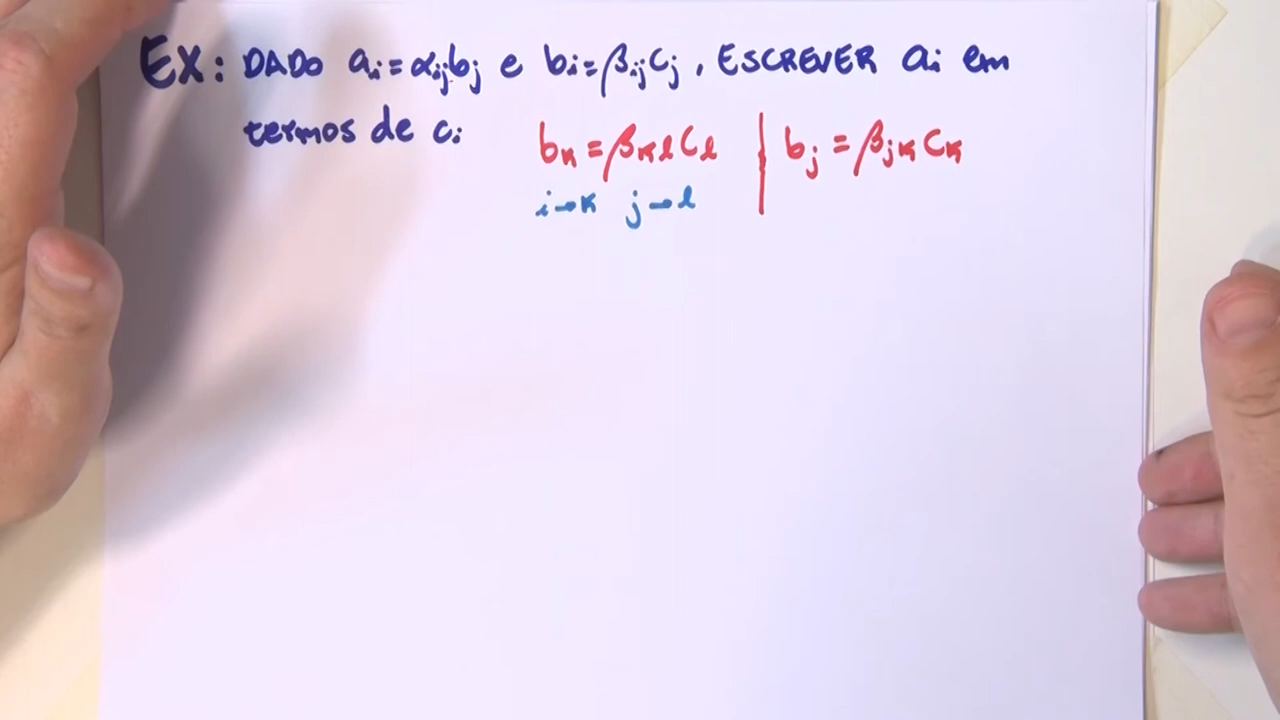 EX: DADO aᵢ=αᵢⱼbⱼ e bᵢ=βᵢⱼcⱼ, ESCREVER aᵢ em
termos de cᵢ
bₖ=βₖₗcₗ | bⱼ=βⱼₖcₖ
i→k j→l